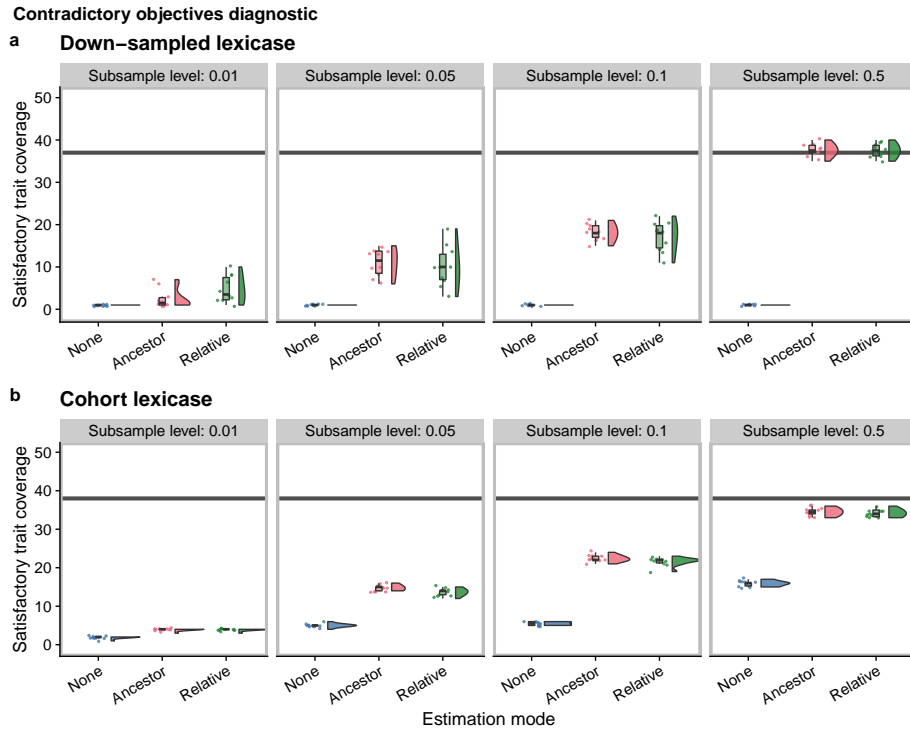 Contradictory objectives diagnostic
a Down−sampled lexicase
Subsample level: 0.01 Subsample level: 0.05 Subsample level: 0.1 Subsample level: 0.5
Satisfactory trait coverage
50
40
30
20
10
0
None Ancestor Relative None Ancestor Relative None Ancestor Relative None Ancestor Relative
b Cohort lexicase
Subsample level: 0.01 Subsample level: 0.05 Subsample level: 0.1 Subsample level: 0.5
Satisfactory trait coverage
50
40
30
20
10
0
None Ancestor Relative None Ancestor Relative None Ancestor Relative None Ancestor Relative
Estimation mode